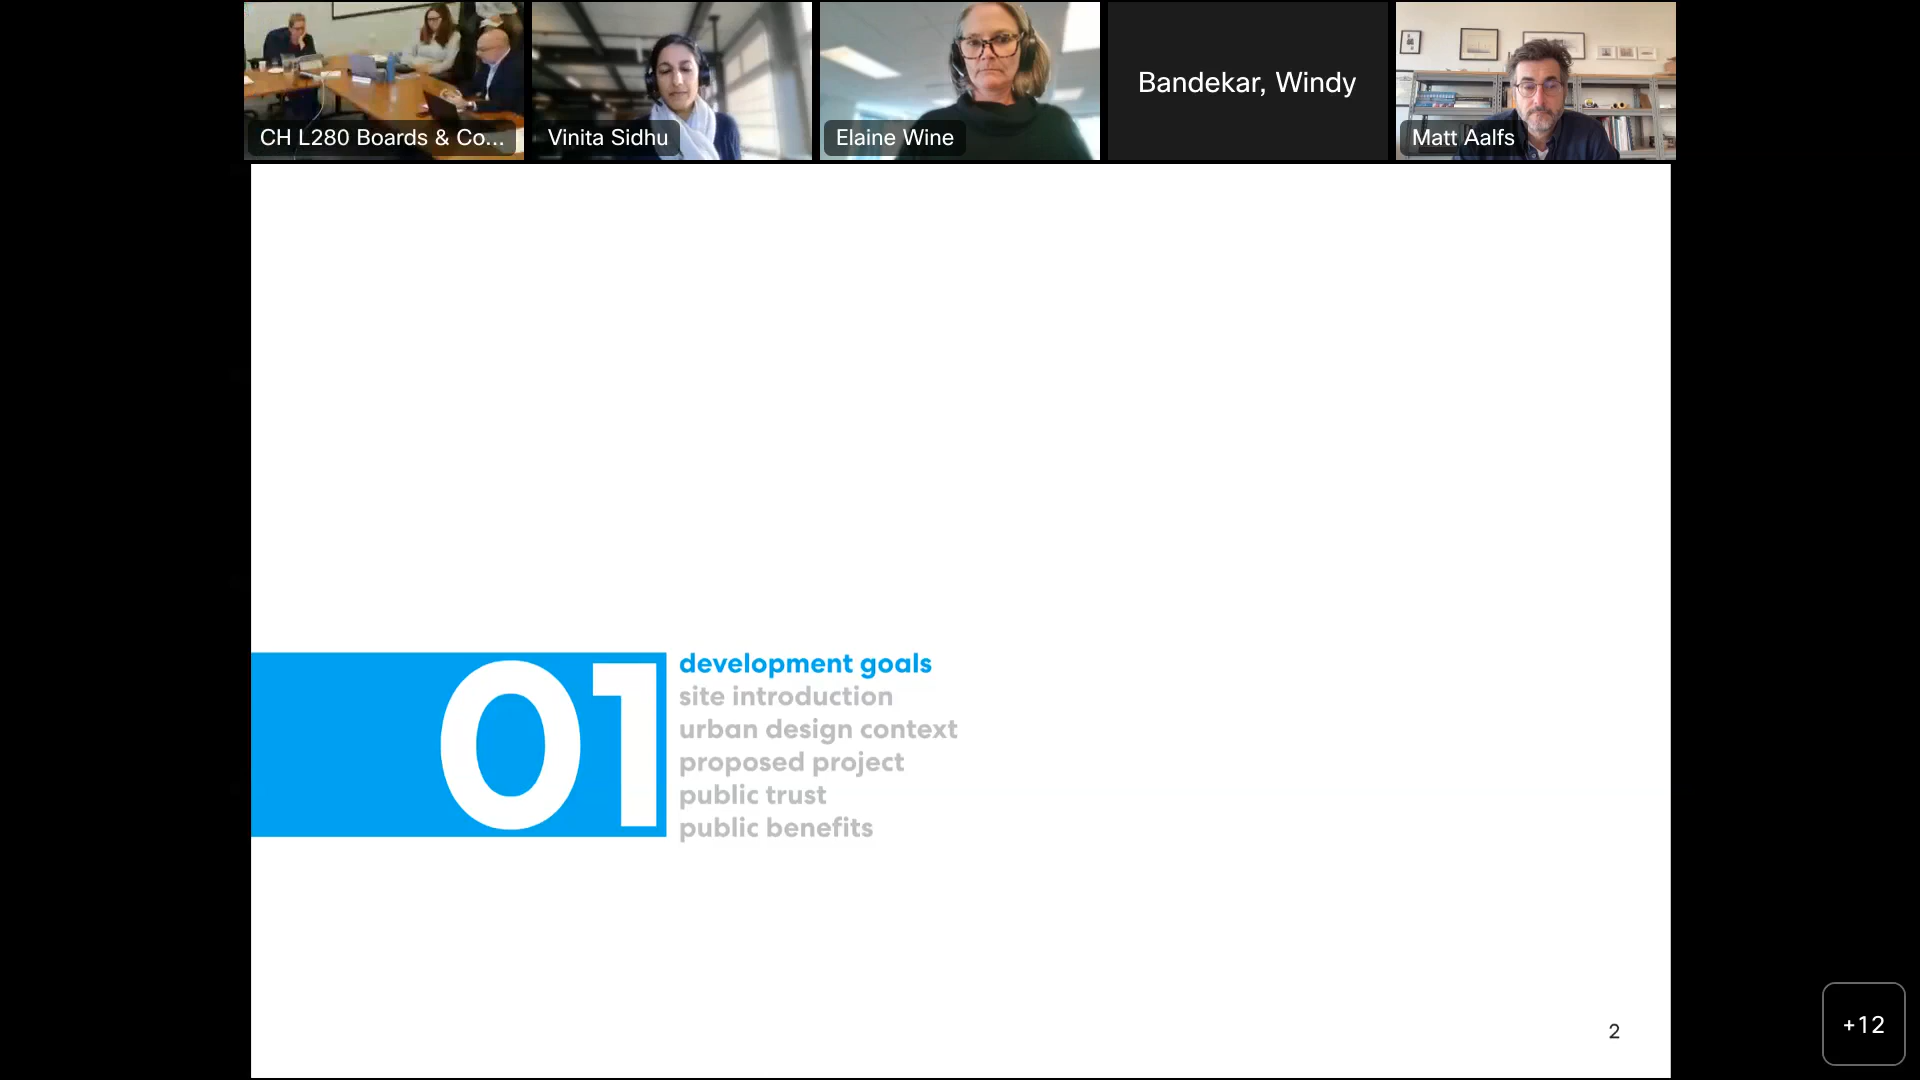 CH L280 Boards & Co...
Vinita Sidhu
Elaine Wine
Bandekar, Windy
Matt Aalfs
01
development goals
site introduction
urban design context
proposed project
public trust
public benefits
2
+12